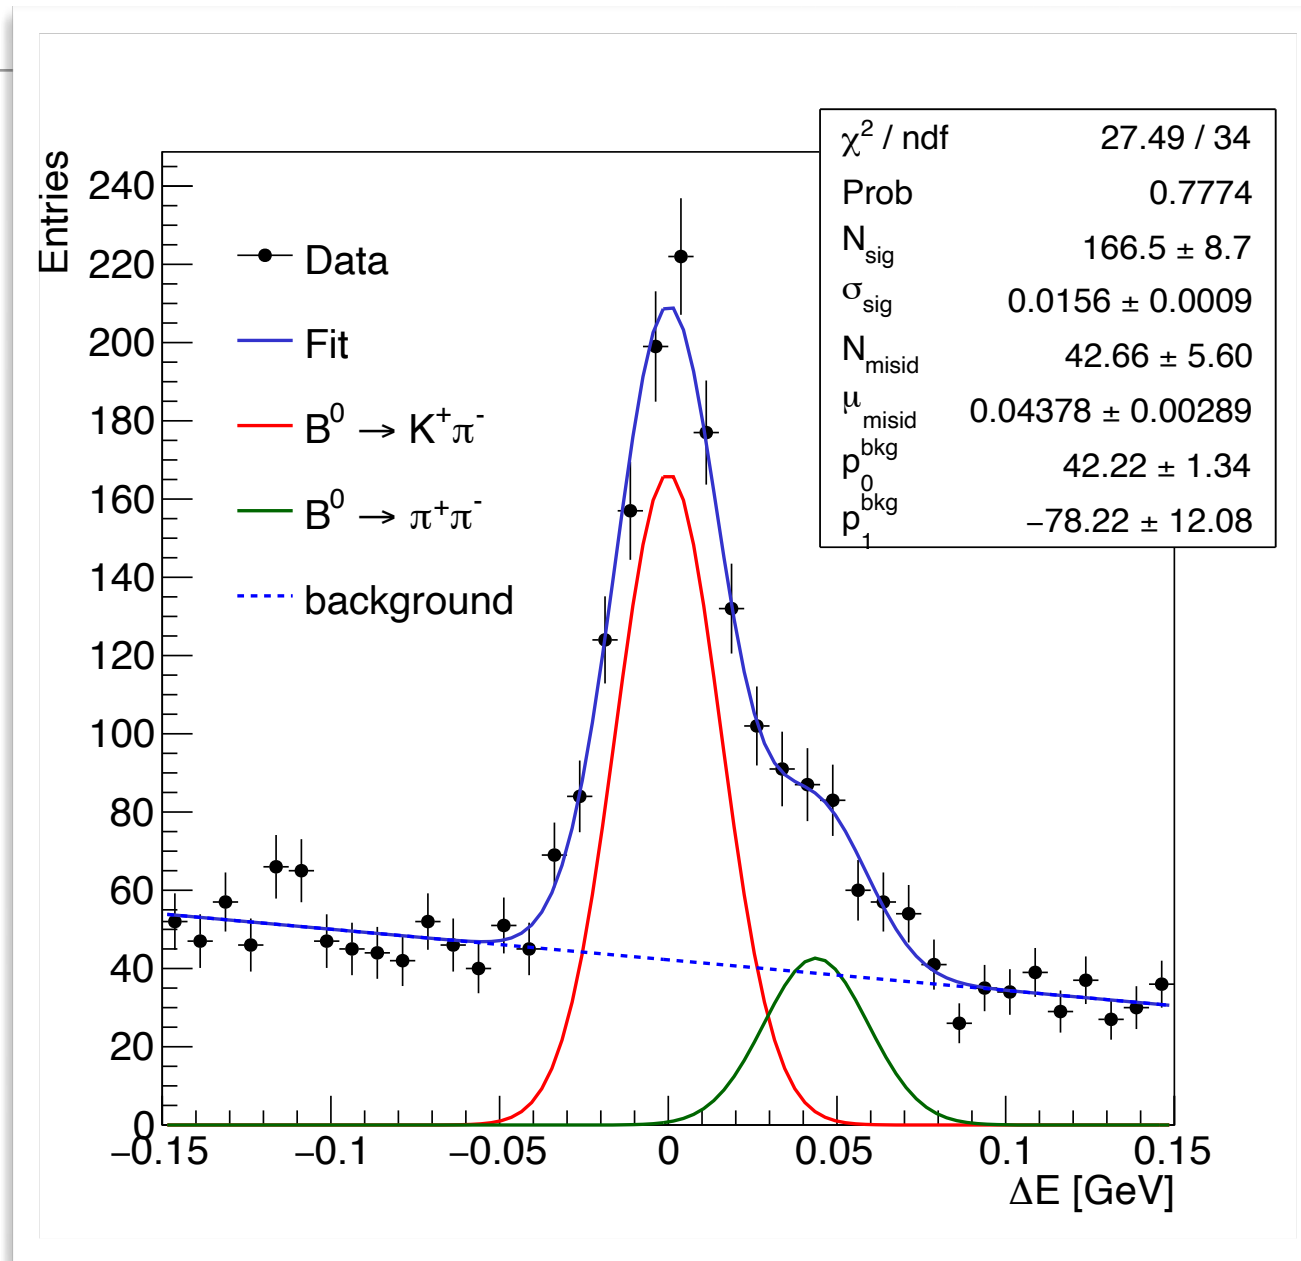 χ² / ndf 27.49 / 34
Prob 0.7774
N_sig 166.5 ± 8.7
σ_sig 0.0156 ± 0.0009
N_misid 42.66 ± 5.60
μ_misid 0.04378 ± 0.00289
p₀^bkg 42.22 ± 1.34
p₁^bkg −78.22 ± 12.08
Entries
240
220
200
180
160
140
120
100
80
60
40
20
0
Data
Fit
B⁰ → K⁺π⁻
B⁰ → π⁺π⁻
background
−0.15 −0.1 −0.05 0 0.05 0.1 0.15
ΔE [GeV]